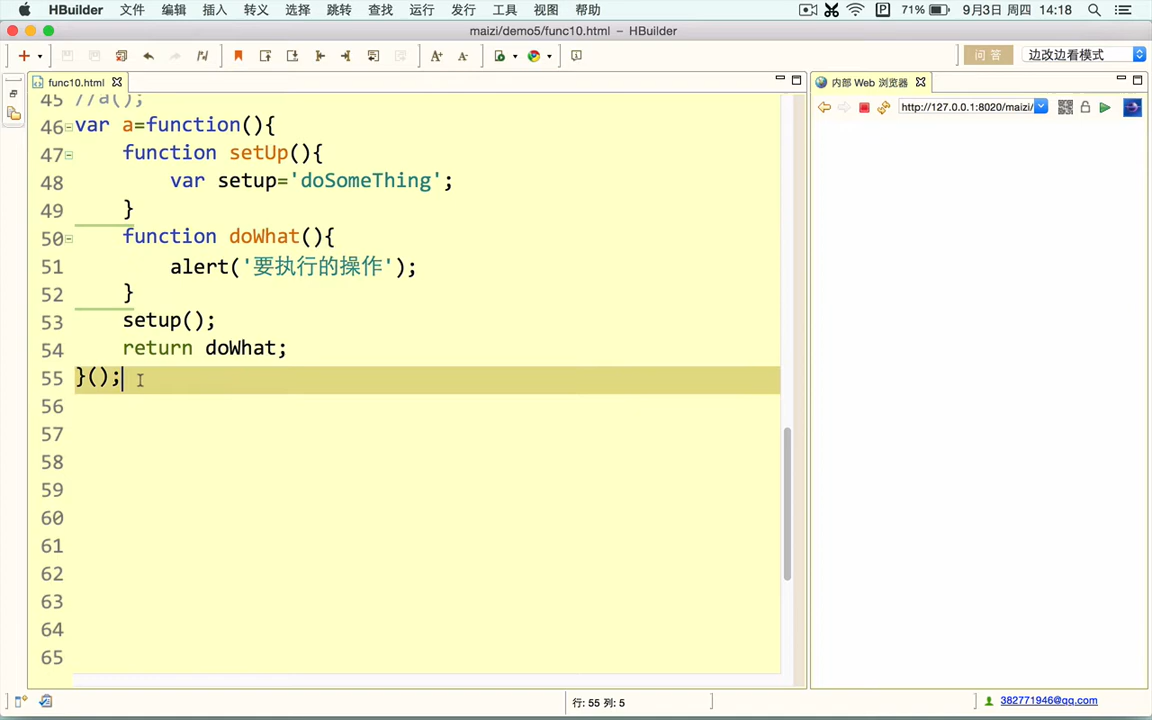 HBuilder 文件 编辑 插入 转义 选择 跳转 查找 运行 发行 工具 视图 帮助 71% 9月3日 周四 14:18
maizi/demo5/func10.html – HBuilder
问 答 边改边看模式
func10.html 内部 Web 浏览器
http://127.0.0.1:8020/maizi/
45 //a();
46 var a=function(){
47 function setUp(){
48 var setup='doSomeThing';
49 }
50 function doWhat(){
51 alert('要执行的操作');
52 }
53 setup();
54 return doWhat;
55 }();
56
57
58
59
60
61
62
63
64
65
行: 55 列: 5 382771946@qq.com